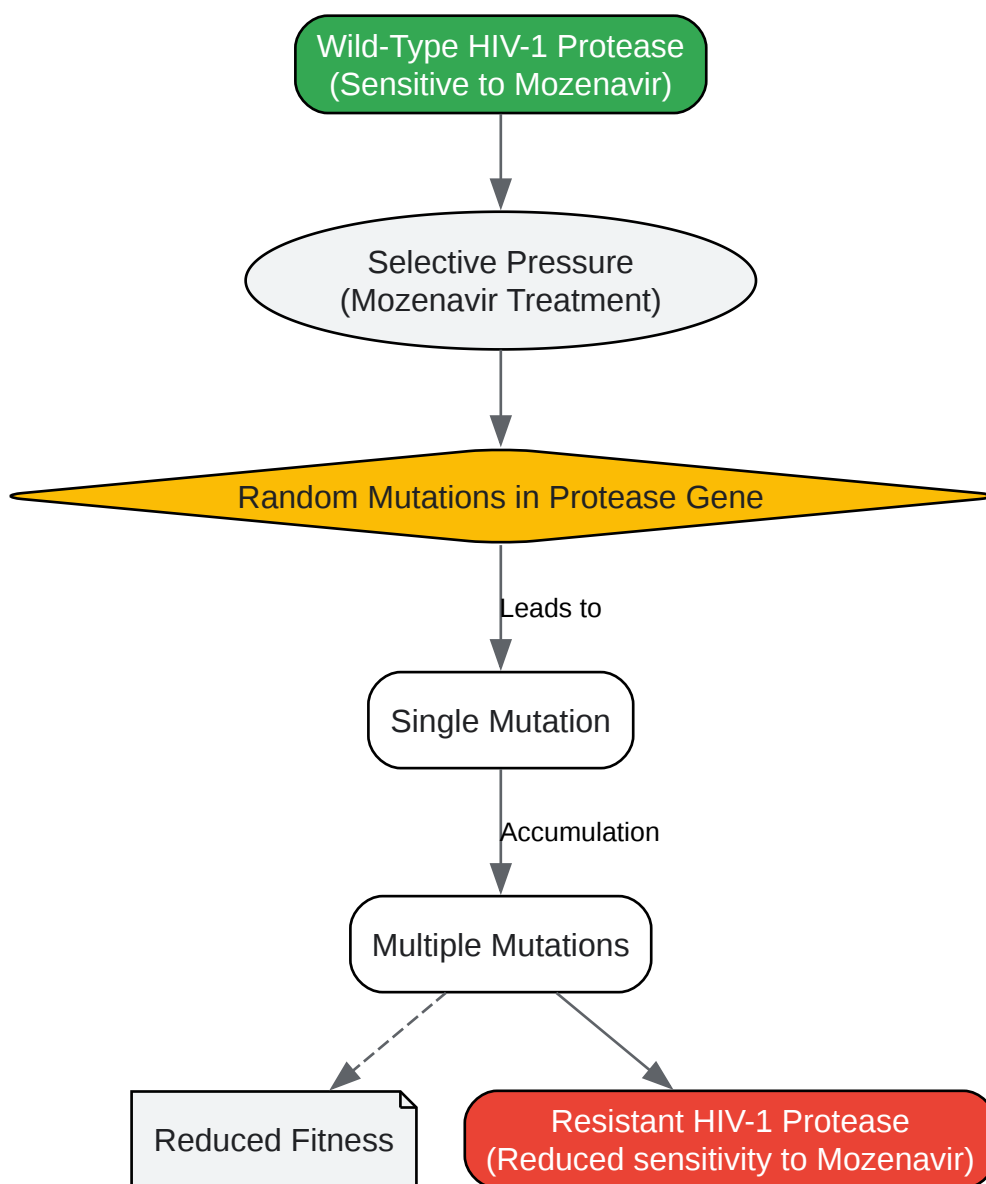 Wild-Type HIV-1 Protease
(Sensitive to Mozenavir)
Selective Pressure
(Mozenavir Treatment)
Random Mutations in Protease Gene
Leads to
Single Mutation
Accumulation
Multiple Mutations
Reduced Fitness
Resistant HIV-1 Protease
(Reduced sensitivity to Mozenavir)